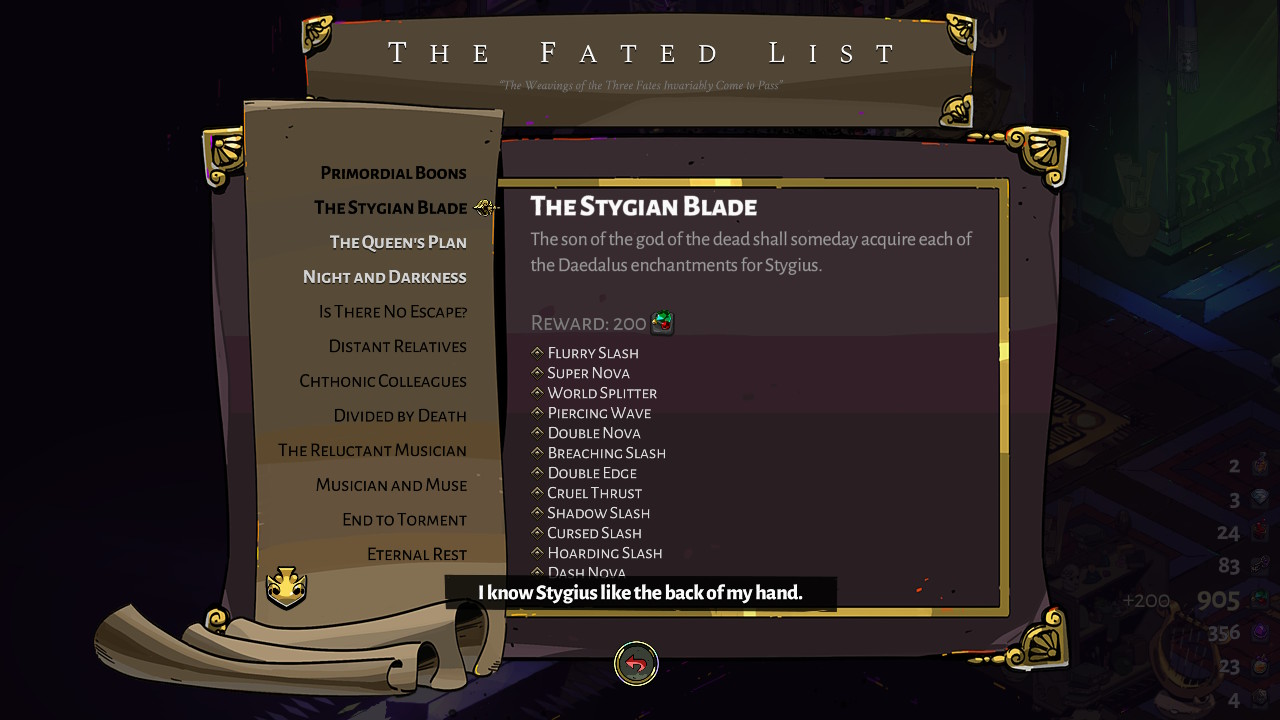 The Fated List
"The Weavings of the Three Fates Invariably Come to Pass"
Primordial Boons
The Stygian Blade
The Queen's Plan
Night and Darkness
Is There No Escape?
Distant Relatives
Chthonic Colleagues
Divided by Death
The Reluctant Musician
Musician and Muse
End to Torment
Eternal Rest
The Stygian Blade
The son of the god of the dead shall someday acquire each of
the Daedalus enchantments for Stygius.
Reward: 200
Flurry Slash
Super Nova
World Splitter
Piercing Wave
Double Nova
Breaching Slash
Double Edge
Cruel Thrust
Shadow Slash
Cursed Slash
Hoarding Slash
Dash Nova
I know Stygius like the back of my hand.
2
3
24
83
+200 905
356
23
4